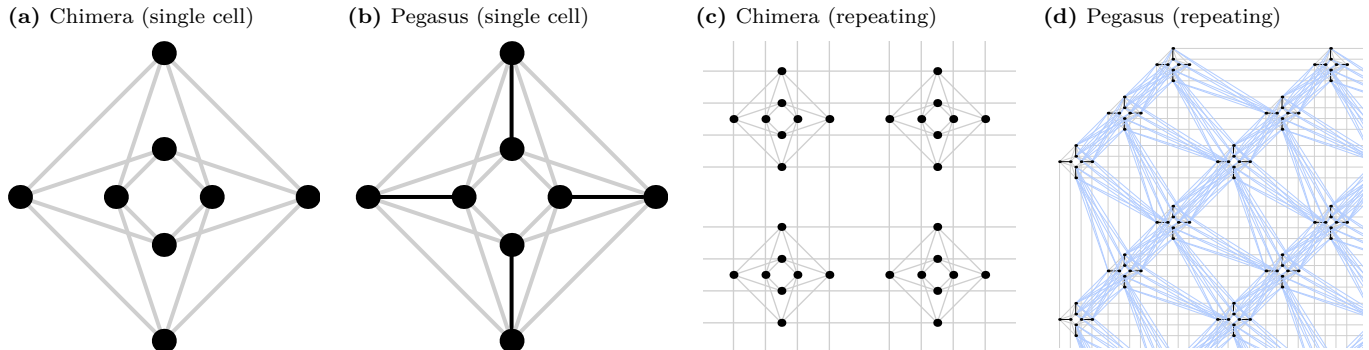 (a) Chimera (single cell)
(b) Pegasus (single cell)
(c) Chimera (repeating)
(d) Pegasus (repeating)